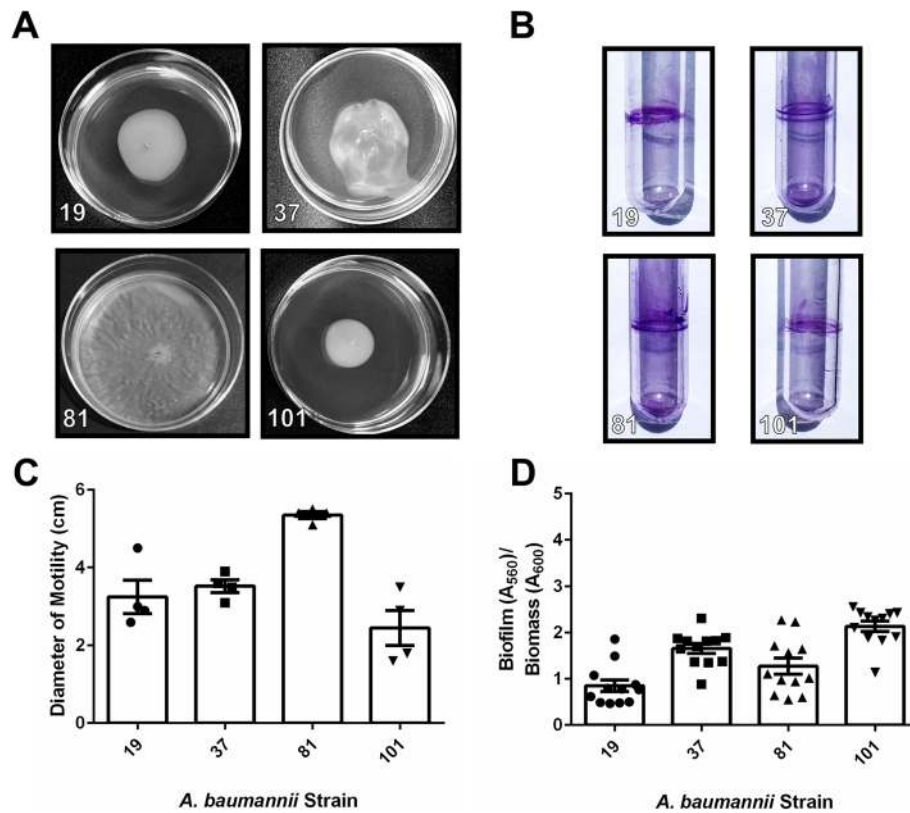 A
B
19
37
19
37
81
101
81
101
C
D
Diameter of Motility (cm)
6
4
2
0
19
37
81
101
A. baumannii Strain
Biofilm (A560)/
Biomass (A600)
5
4
3
2
1
0
19
37
81
101
A. baumannii Strain